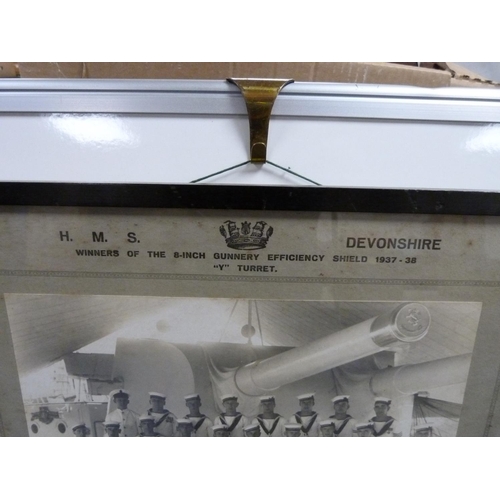 H. M. S. DEVONSHIRE
WINNERS OF THE 8-INCH GUNNERY EFFICIENCY SHIELD 1937-38
"Y" TURRET.